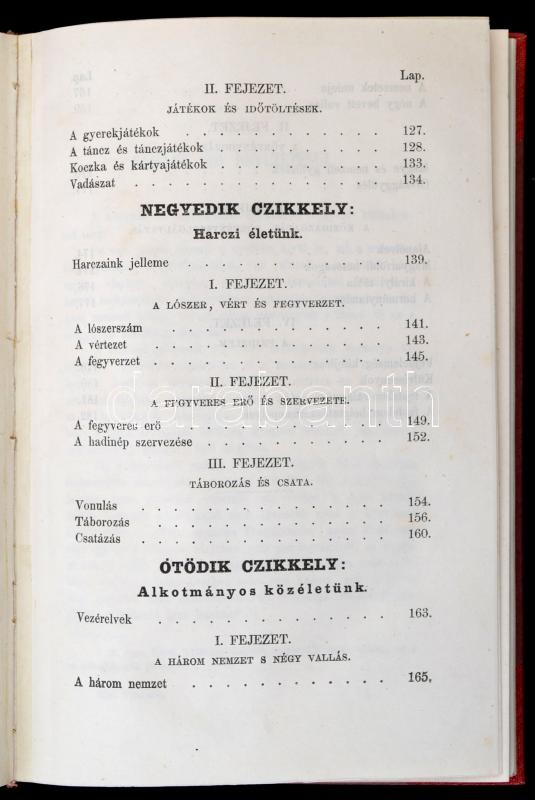 Lap.
II. FEJEZET.
JÁTÉKOK ÉS IDŐTÖLTÉSEK.
A gyerekjátékok . . . . . . . . . . 127.
A táncz és tánczjátékok . . . . . . . . . 128.
Koczka és kártyajátékok . . . . . . . . . 133.
Vadászat . . . . . . . . . . . . . 134.
NEGYEDIK CZIKKELY:
Harczi életünk.
Harczaink jelleme . . . . . . . . . . 139.
I. FEJEZET.
A LÓSZER, VÉRT ÉS FEGYVERZET.
A lószerszám . . . . . . . . . . . 141.
A vértezet . . . . . . . . . . . . 143.
A fegyverzet . . . . . . . . . . . . 145.
II. FEJEZET.
A FEGYVERES ERŐ ÉS SZERVEZETE.
A fegyveres erő . . . . . . . . . . . 149.
A hadinép szervezése . . . . . . . . . . 152.
III. FEJEZET.
TÁBOROZÁS ÉS CSATA.
Vonulás . . . . . . . . . . . . . 154.
Táborozás . . . . . . . . . . . . 156.
Csatázás . . . . . . . . . . . . . 160.
darabanth
ÖTÖDIK CZIKKELY:
Alkotmányos közéletünk.
Vezérelvek . . . . . . . . . . . . 163.
I. FEJEZET.
A HÁROM NEMZET S NÉGY VALLÁS.
A három nemzet . . . . . . . . . . . 165.